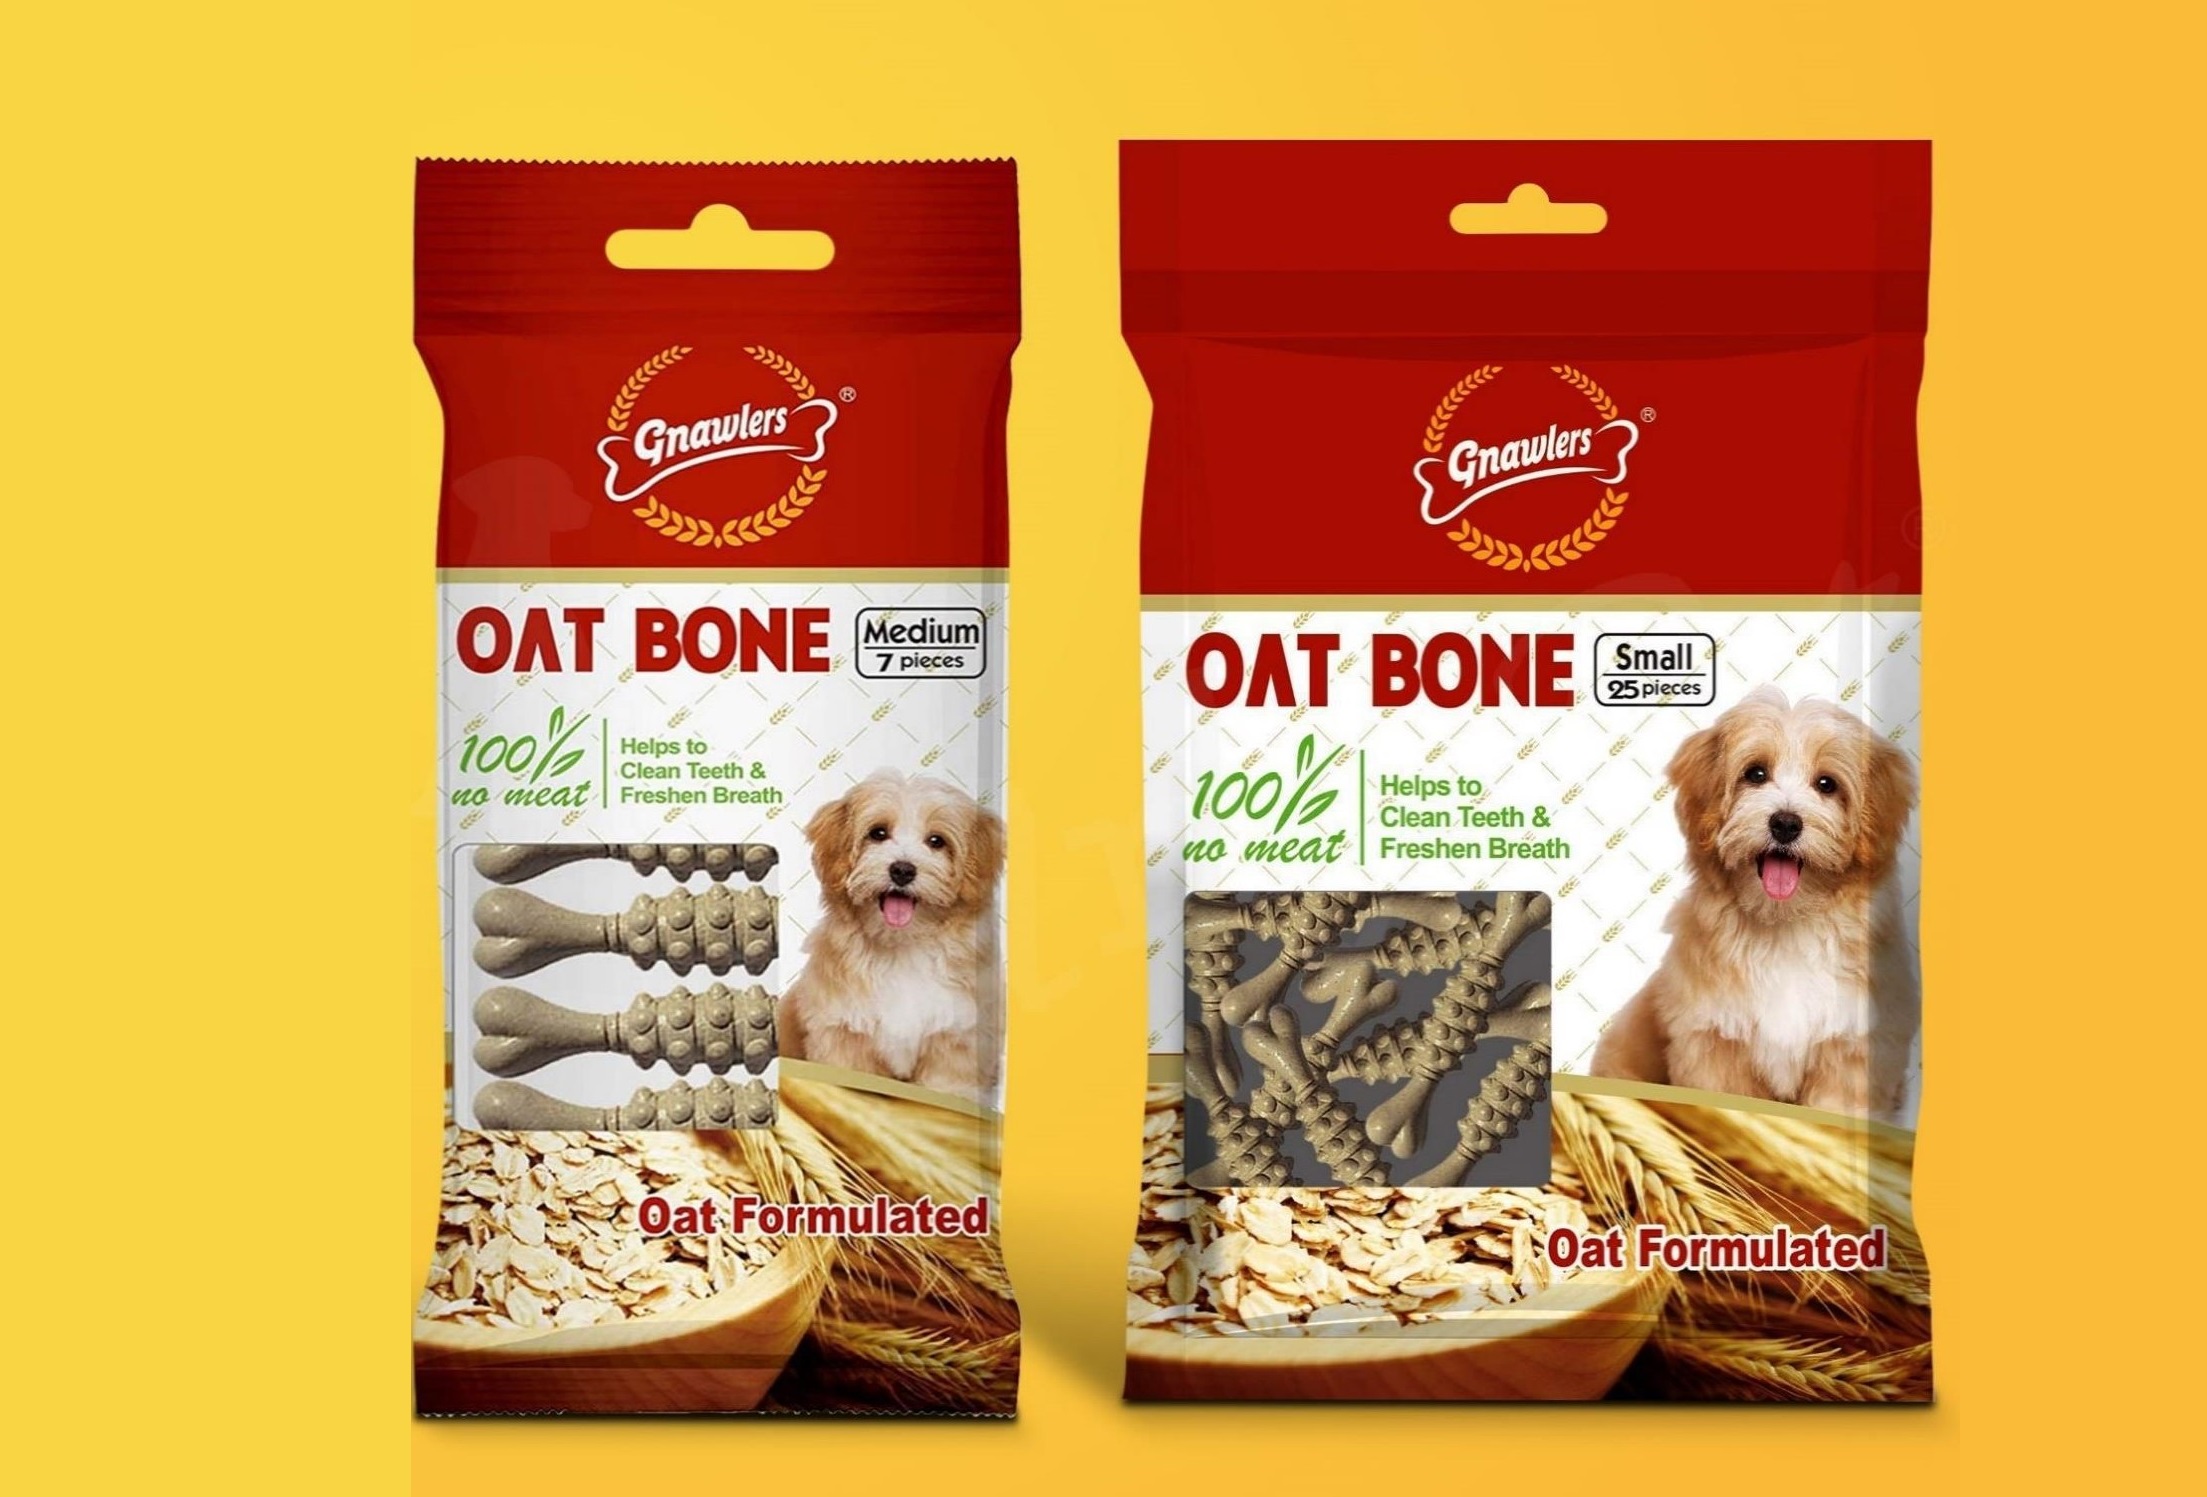 Gnawlers ®
OAT BONE
Medium
7 pieces
100%
no meat
Helps to
Clean Teeth &
Freshen Breath
Oat Formulated
Gnawlers ®
OAT BONE
Small
25 pieces
100%
no meat
Helps to
Clean Teeth &
Freshen Breath
Oat Formulated